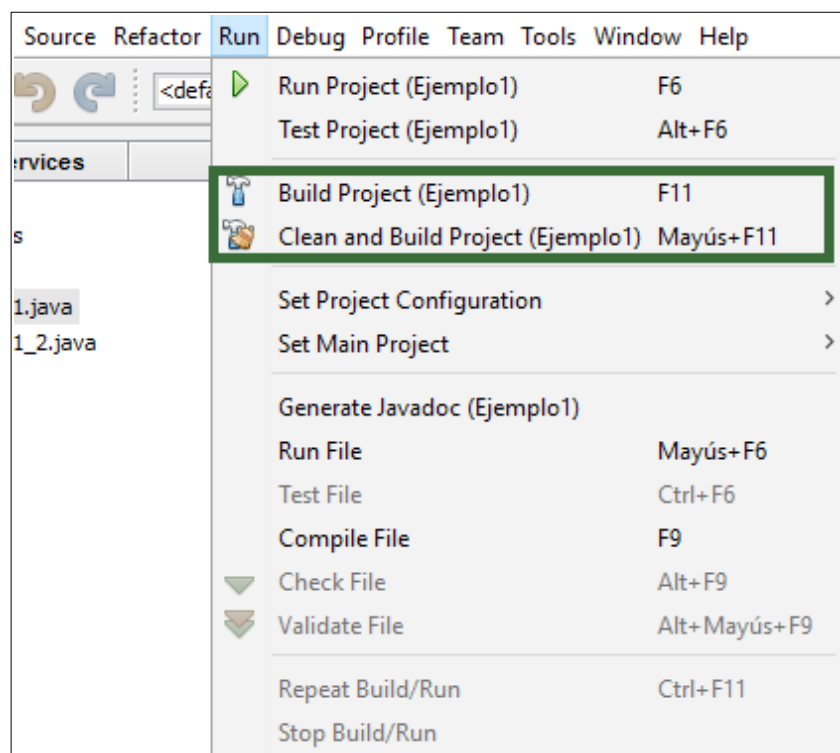 Source Refactor Run Debug Profile Team Tools Window Help
<defa
Run Project (Ejemplo1) F6
Test Project (Ejemplo1) Alt+F6
ervices
Build Project (Ejemplo1) F11
s
Clean and Build Project (Ejemplo1) Mayús+F11
1.java
Set Project Configuration
1_2.java
Set Main Project
Generate Javadoc (Ejemplo1)
Run File Mayús+F6
Test File Ctrl+F6
Compile File F9
Check File Alt+F9
Validate File Alt+Mayús+F9
Repeat Build/Run Ctrl+F11
Stop Build/Run